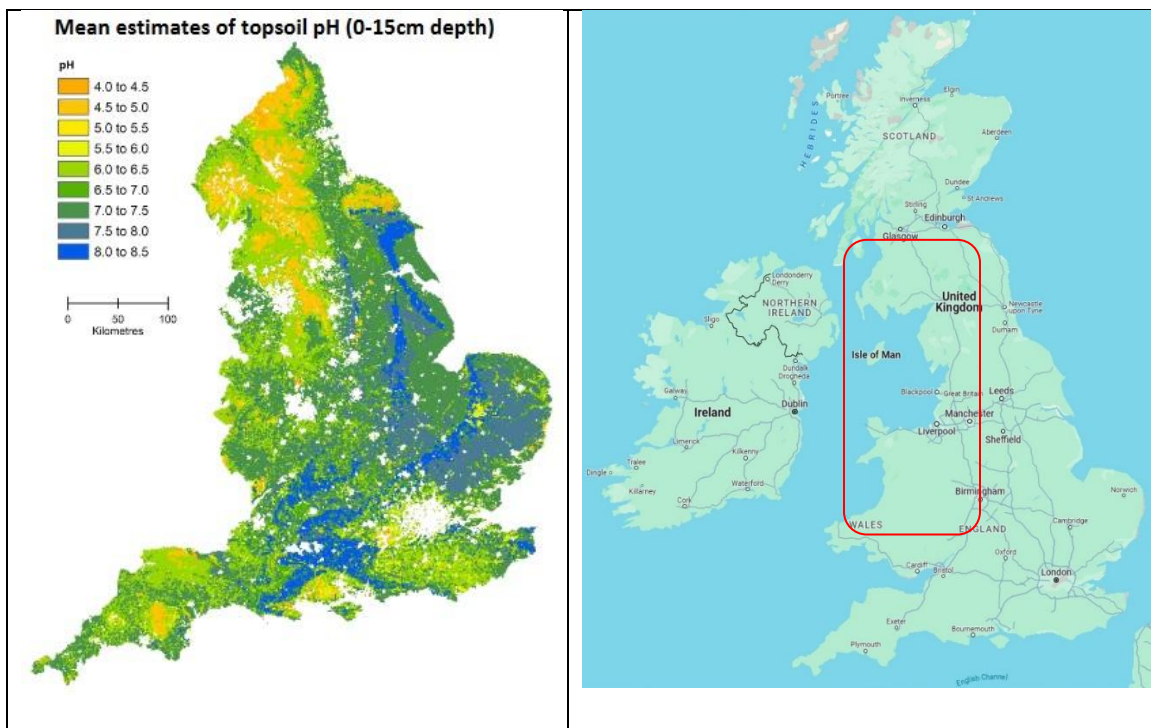 Mean estimates of topsoil pH (0-15cm depth)
pH
4.0 to 4.5
4.5 to 5.0
5.0 to 5.5
5.5 to 6.0
6.0 to 6.5
6.5 to 7.0
7.0 to 7.5
7.5 to 8.0
8.0 to 8.5
0 50 100
Kilometres
Portree
Elgin
Inverness
HEBRIDES
SCOTLAND
Aberdeen
Dundee
Stirling
St Andrews
Edinburgh
Glasgow
Londonderry
Derry
NORTHERN
IRELAND
United
Kingdom
Newcastle
upon Tyne
Sligo
Durham
Isle of Man
Dundalk
Drogheda
Galway
Blackpool
Great Britain
Leeds
Ireland
Dublin
Manchester
Liverpool
Sheffield
Limerick
Kilkenny
Tralee
Dingle
Waterford
Killarney
Cork
Birmingham
Norwich
WALES
ENGLAND
Cambridge
Oxford
Cardiff
Bristol
London
Exeter
Bournemouth
Plymouth
English Channel